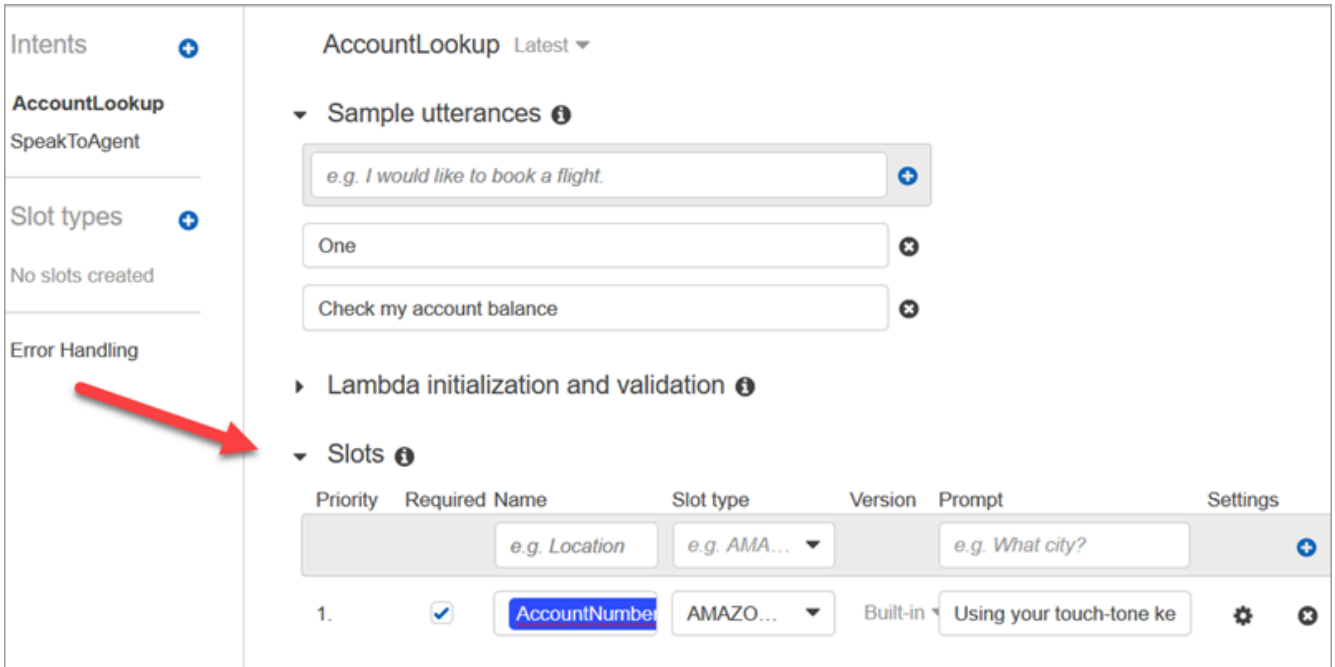 Intents
AccountLookup
SpeakToAgent
Slot types
No slots created
Error Handling
AccountLookup Latest
Sample utterances
e.g. I would like to book a flight.
One
Check my account balance
Lambda initialization and validation
Slots
Priority Required Name Slot type Version Prompt Settings
e.g. Location e.g. AMA... e.g. What city?
1. AccountNumber AMAZO... Built-in Using your touch-tone ke